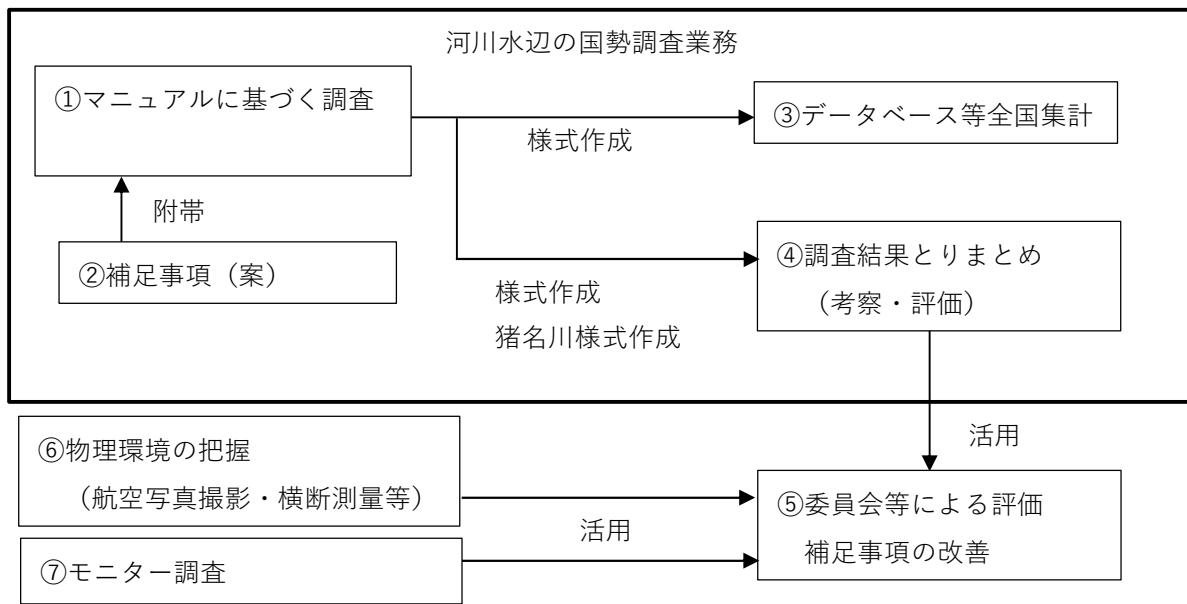 河川水辺の国勢調査業務
①マニュアルに基づく調査
③データベース等全国集計
様式作成
附帯
②補足事項（案）
④調査結果とりまとめ
（考察・評価）
様式作成
猪名川様式作成
活用
⑥物理環境の把握
（航空写真撮影・横断測量等）
⑤委員会等による評価
補足事項の改善
活用
⑦モニター調査